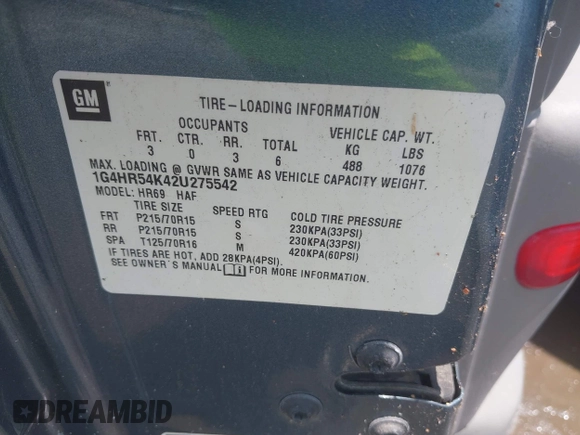 GM
TIRE-LOADING INFORMATION
OCCUPANTS VEHICLE CAP. WT.
FRT. CTR. RR. TOTAL KG LBS
3 0 3 6 488 1076
MAX. LOADING @ GVWR SAME AS VEHICLE CAPACITY WEIGHT.
1G4HR54K42U275542
MODEL: HR69 HAF
TIRE SIZE SPEED RTG COLD TIRE PRESSURE
FRT P215/70R15 S 230KPA(33PSI)
RR P215/70R15 S 230KPA(33PSI)
SPA T125/70R16 M 420KPA(60PSI)
IF TIRES ARE HOT, ADD 28KPA(4PSI).
SEE OWNER'S MANUAL FOR MORE INFORMATION.
DREAMBID